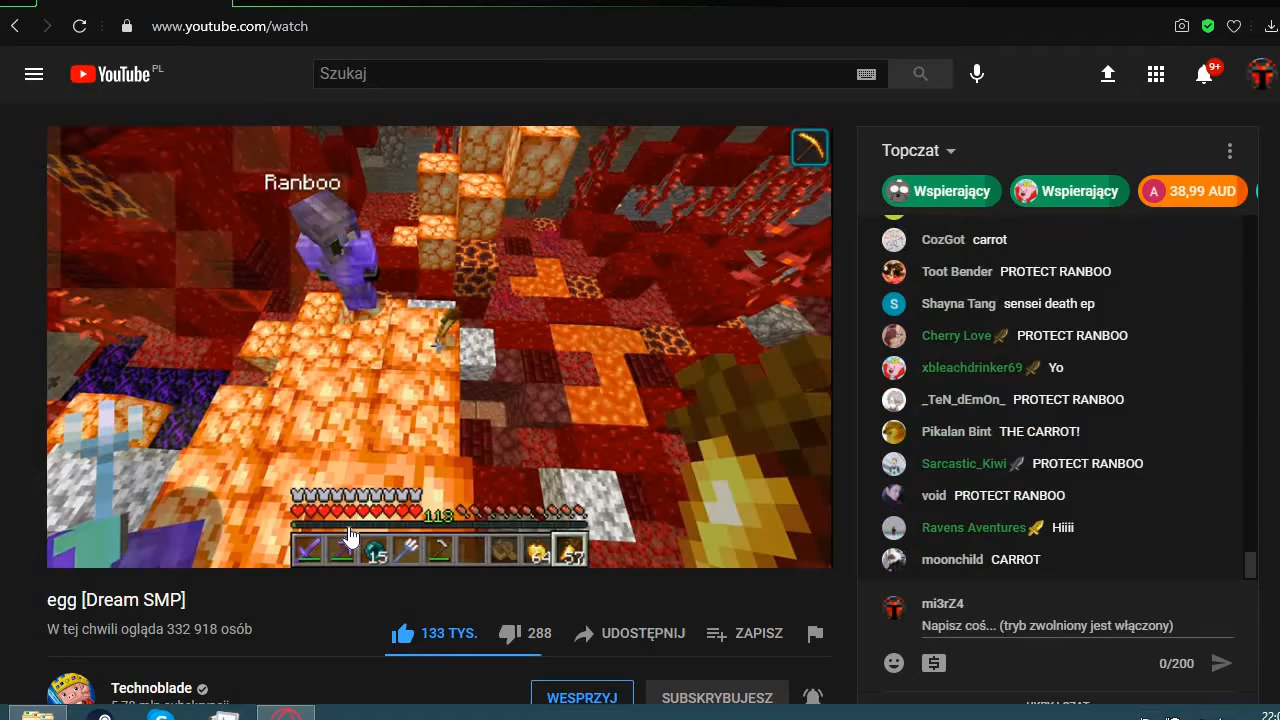 www.youtube.com/watch
YouTube PL
Szukaj
9+
Ranboo
118
15
64
57
egg [Dream SMP]
W tej chwili ogląda 332 918 osób
133 TYS.
288
UDOSTĘPNIJ
ZAPISZ
Technoblade
WESPRZYJ
SUBSKRYBUJESZ
Topczat
Wspierający
Wspierający
A 38,99 AUD
CozGot carrot
Toot Bender PROTECT RANBOO
S Shayna Tang sensei death ep
Cherry Love PROTECT RANBOO
xbleachdrinker69 Yo
_TeN_dEmOn_ PROTECT RANBOO
Pikalan Bint THE CARROT!
Sarcastic_Kiwi PROTECT RANBOO
void PROTECT RANBOO
Ravens Aventures Hiiii
moonchild CARROT
mi3rZ4
Napisz coś... (tryb zwolniony jest włączony)
0/200